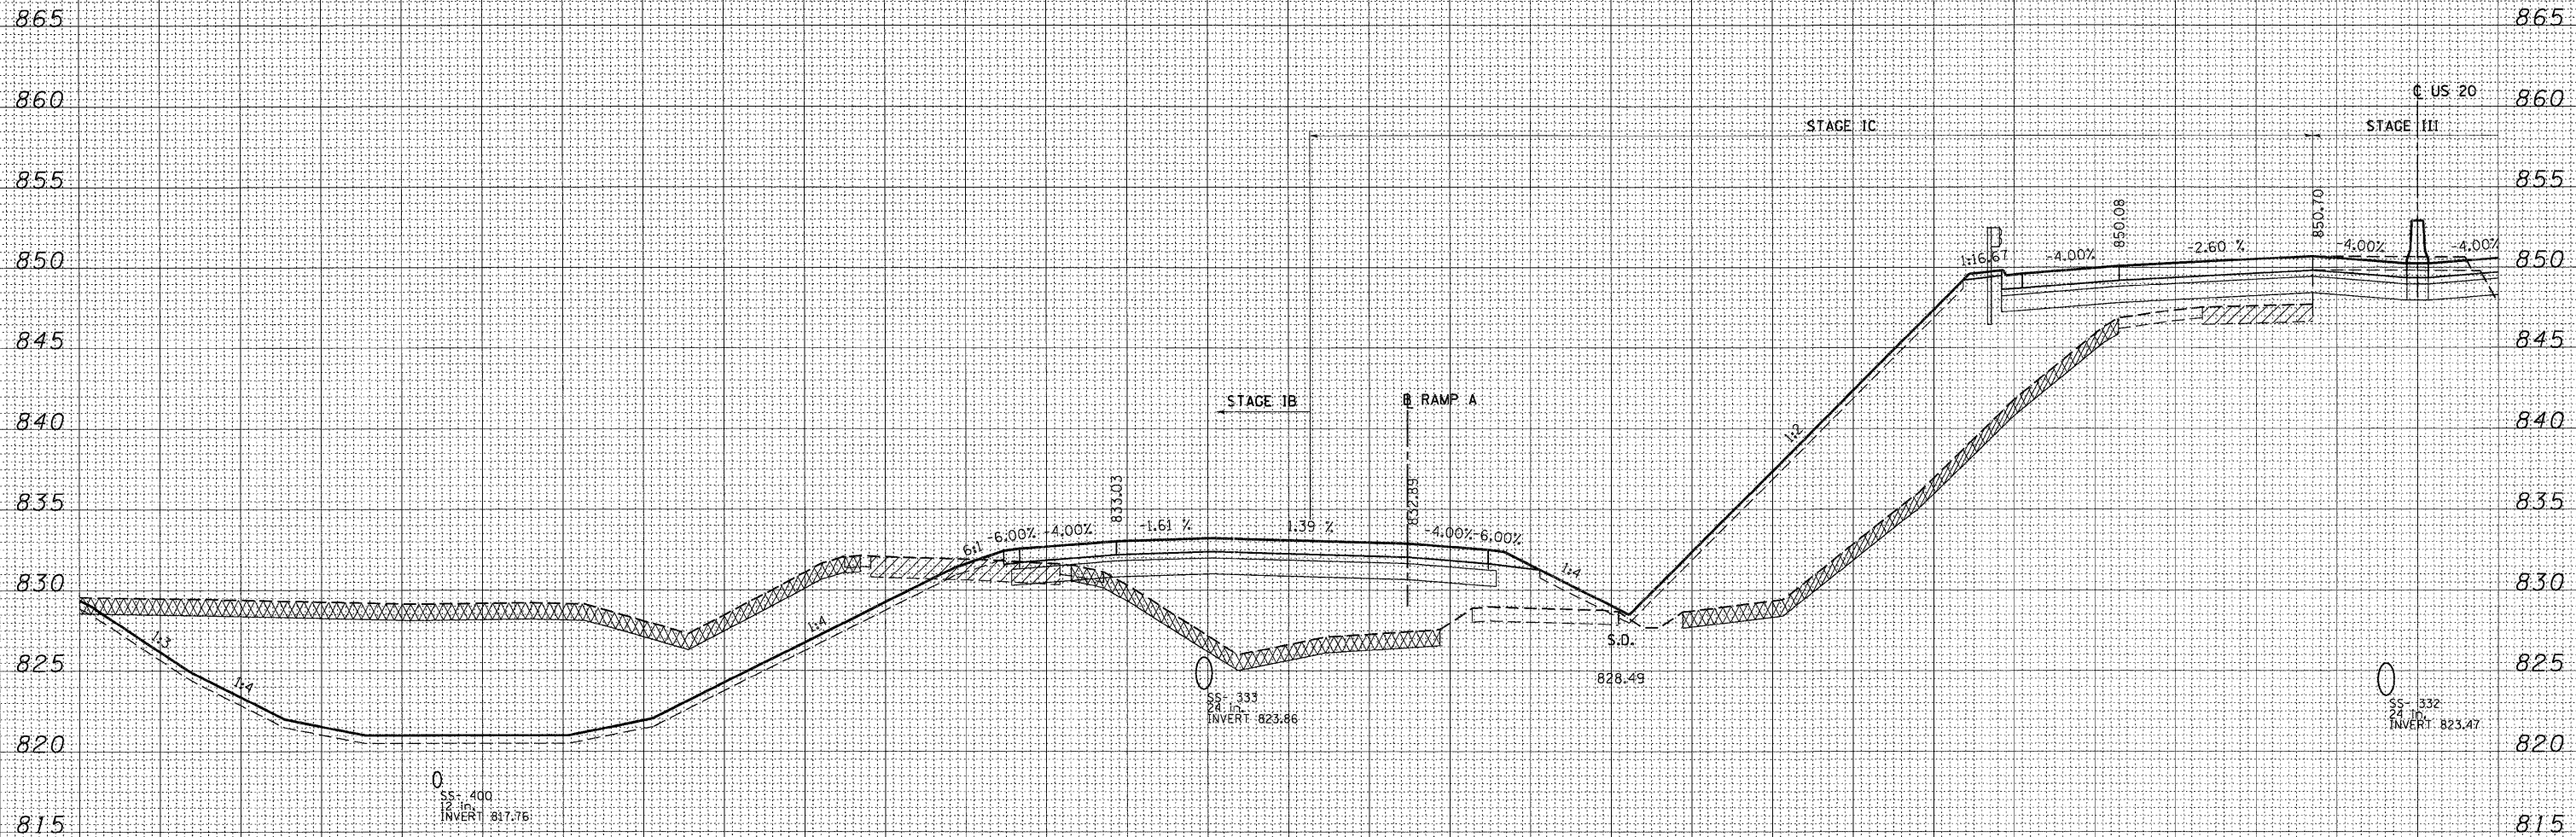 865 865
860 ℄ US 20 860
STAGE IC STAGE III
855 855
850.08 850.70
850 1:16.67 -4.00% -2.60 % -4.00% -4.00% 850
845 845
STAGE IB ℄ RAMP A
840 1:2 840
835 833.03 832.89 835
6:1 -6.00% -4.00% -1.61 % 1.39 % -4.00% -6.00%
830 1:4 830
1:3 1:4 S.D.
825 1:4 828.49 825
SS- 333
24 in.
INVERT 823.86
SS- 332
24 in.
INVERT 823.47
820 820
SS- 400
12 in.
INVERT 817.76
815 815